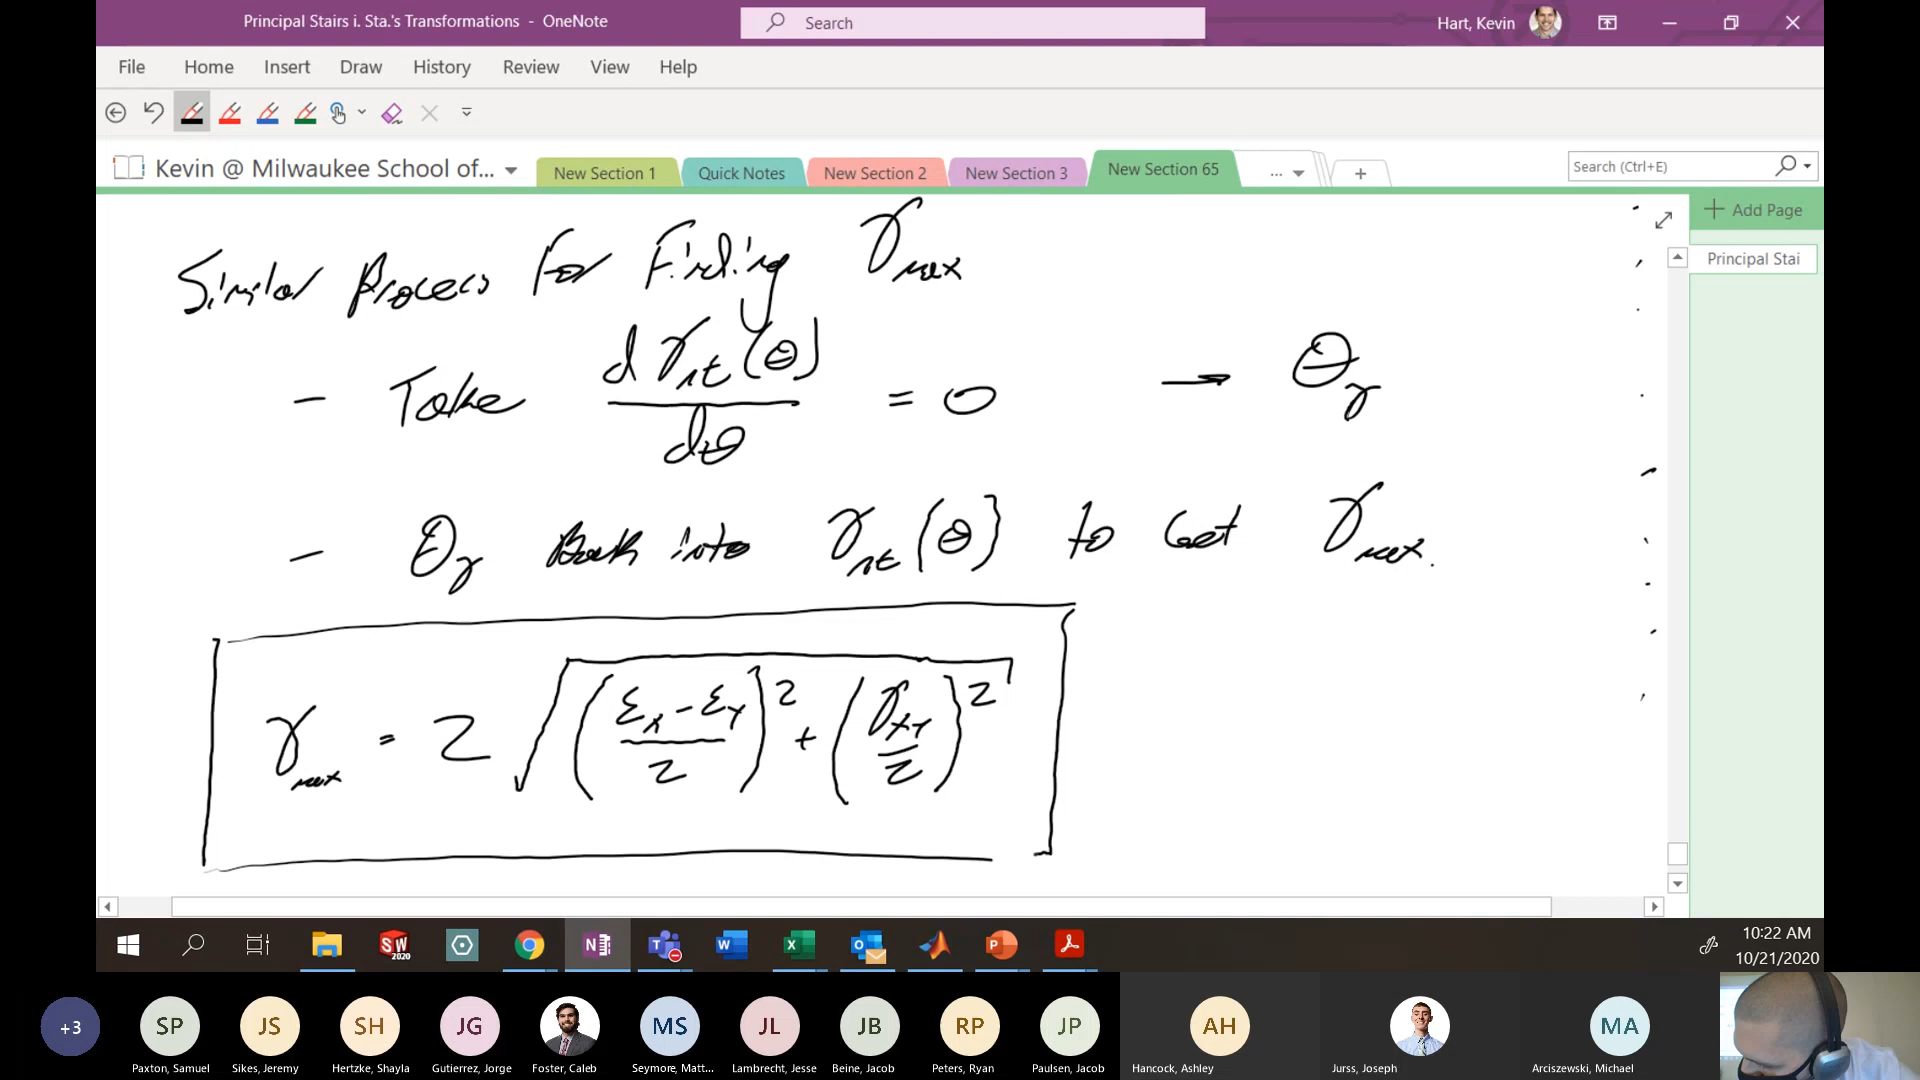 Principal Stairs i. Sta.'s Transformations - OneNote
Search
Hart, Kevin
File Home Insert Draw History Review View Help
Kevin @ Milwaukee School of...
New Section 1
Quick Notes
New Section 2
New Section 3
New Section 65
...
Search (Ctrl+E)
Add Page
Principal Stai
Similar Process For Finding γmax
- Take dγnt(θ)/dθ = 0 → θγ
- θγ Back into γnt(θ) to Get γmax.
γmax = 2 √((εx - εy)/2)² + (γxy/2)²
SW 2020
10:22 AM
10/21/2020
+3
SP
JS
SH
JG
MS
JL
JB
RP
JP
AH
MA
Paxton, Samuel
Sikes, Jeremy
Hertzke, Shayla
Gutierrez, Jorge
Foster, Caleb
Seymore, Matt...
Lambrecht, Jesse
Beine, Jacob
Peters, Ryan
Paulsen, Jacob
Hancock, Ashley
Jurss, Joseph
Arciszewski, Michael